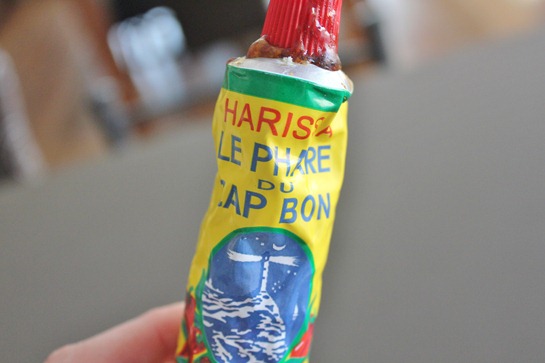 HARISSA
LE PHARE
DU
CAP BON